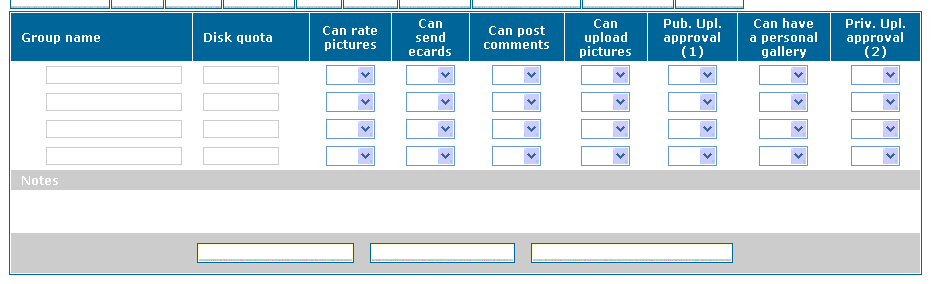 Group name
Disk quota
Can rate
pictures
Can
send
ecards
Can post
comments
Can
upload
pictures
Pub. Upl.
approval
(1)
Can have
a personal
gallery
Priv. Upl.
approval
(2)
Notes